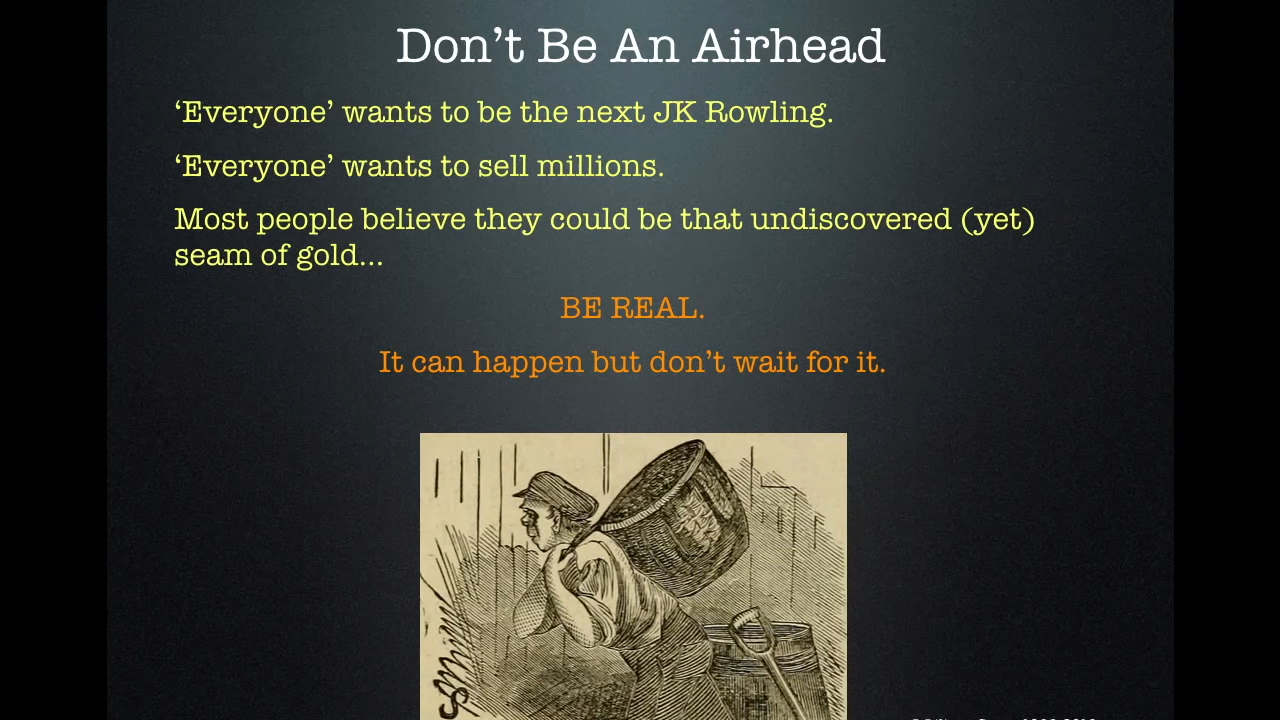 Don’t Be An Airhead
‘Everyone’ wants to be the next JK Rowling.
‘Everyone’ wants to sell millions.
Most people believe they could be that undiscovered (yet)
seam of gold...
BE REAL.
It can happen but don’t wait for it.